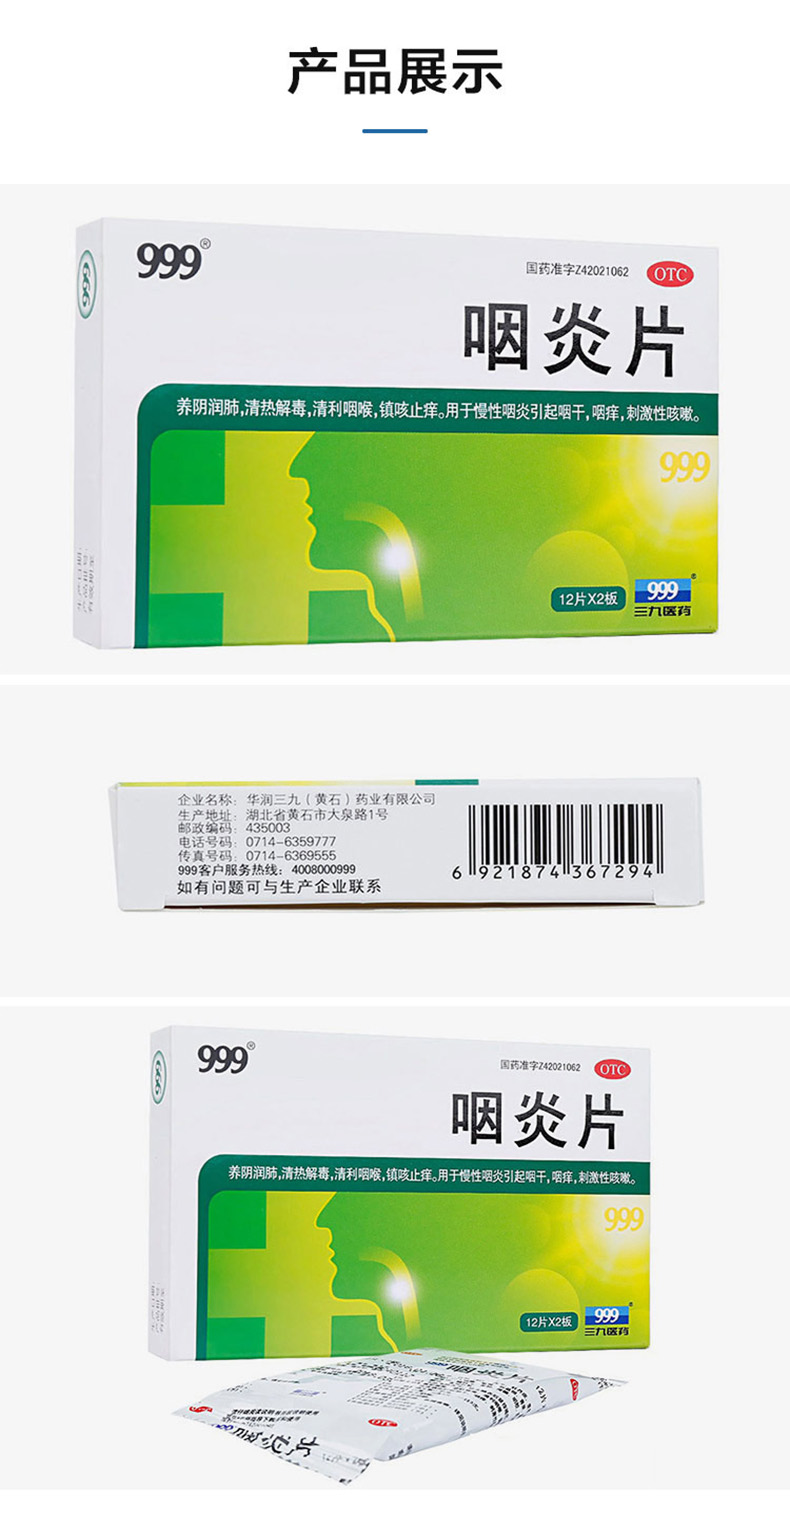 产品展示
999®
999
国药准字Z42021062
OTC
咽炎片
养阴润肺,清热解毒,清利咽喉,镇咳止痒。用于慢性咽炎引起咽干,咽痒,刺激性咳嗽。
999
12片X2板
999®
三九医药
企业名称: 华润三九(黄石)药业有限公司
生产地址: 湖北省黄石市大泉路1号
邮政编码: 435003
电话号码: 0714-6359777
传真号码: 0714-6369555
999客户服务热线: 4008000999
如有问题可与生产企业联系
6 921874 367294
999®
999
国药准字Z42021062
OTC
咽炎片
养阴润肺,清热解毒,清利咽喉,镇咳止痒。用于慢性咽炎引起咽干,咽痒,刺激性咳嗽。
999
12片X2板
999®
三九医药
咽炎片
OTC